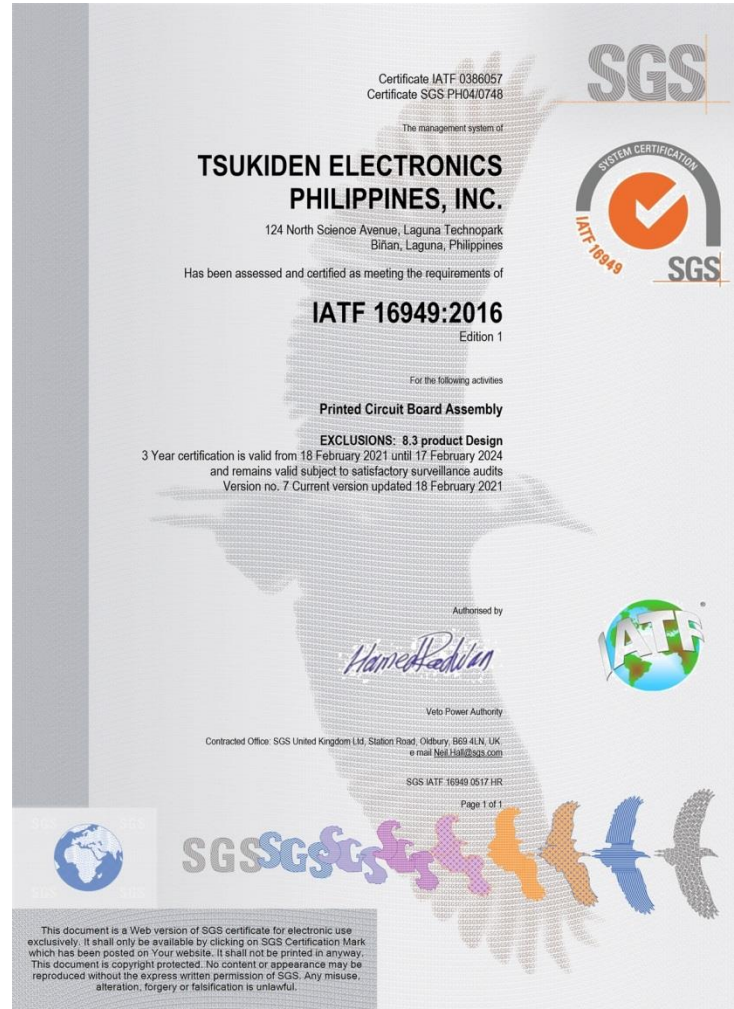 Certificate IATF 0386057
Certificate SGS PH04/0748
SGS
The management system of
TSUKIDEN ELECTRONICS
PHILIPPINES, INC.
124 North Science Avenue, Laguna Technopark
Biñan, Laguna, Philippines
SYSTEM CERTIFICATION
IATF 16949
SGS
Has been assessed and certified as meeting the requirements of
IATF 16949:2016
Edition 1
For the following activities
Printed Circuit Board Assembly
EXCLUSIONS: 8.3 product Design
3 Year certification is valid from 18 February 2021 until 17 February 2024
and remains valid subject to satisfactory surveillance audits
Version no. 7 Current version updated 18 February 2021
Authorised by
Hamed Radwan
IATF
®
Veto Power Authority
Contracted Office: SGS United Kingdom Ltd, Station Road, Oldbury, B69 4LN, UK.
e mail Neil.Hall@sgs.com
SGS IATF 16949 0517 HR
Page 1 of 1
SGS SGS
SGS SGS
SGSSGSSGSSGS
This document is a Web version of SGS certificate for electronic use
exclusively. It shall only be available by clicking on SGS Certification Mark
which has been posted on Your website. It shall not be printed in anyway.
This document is copyright protected. No content or appearance may be
reproduced without the express written permission of SGS. Any misuse,
alteration, forgery or falsification is unlawful.